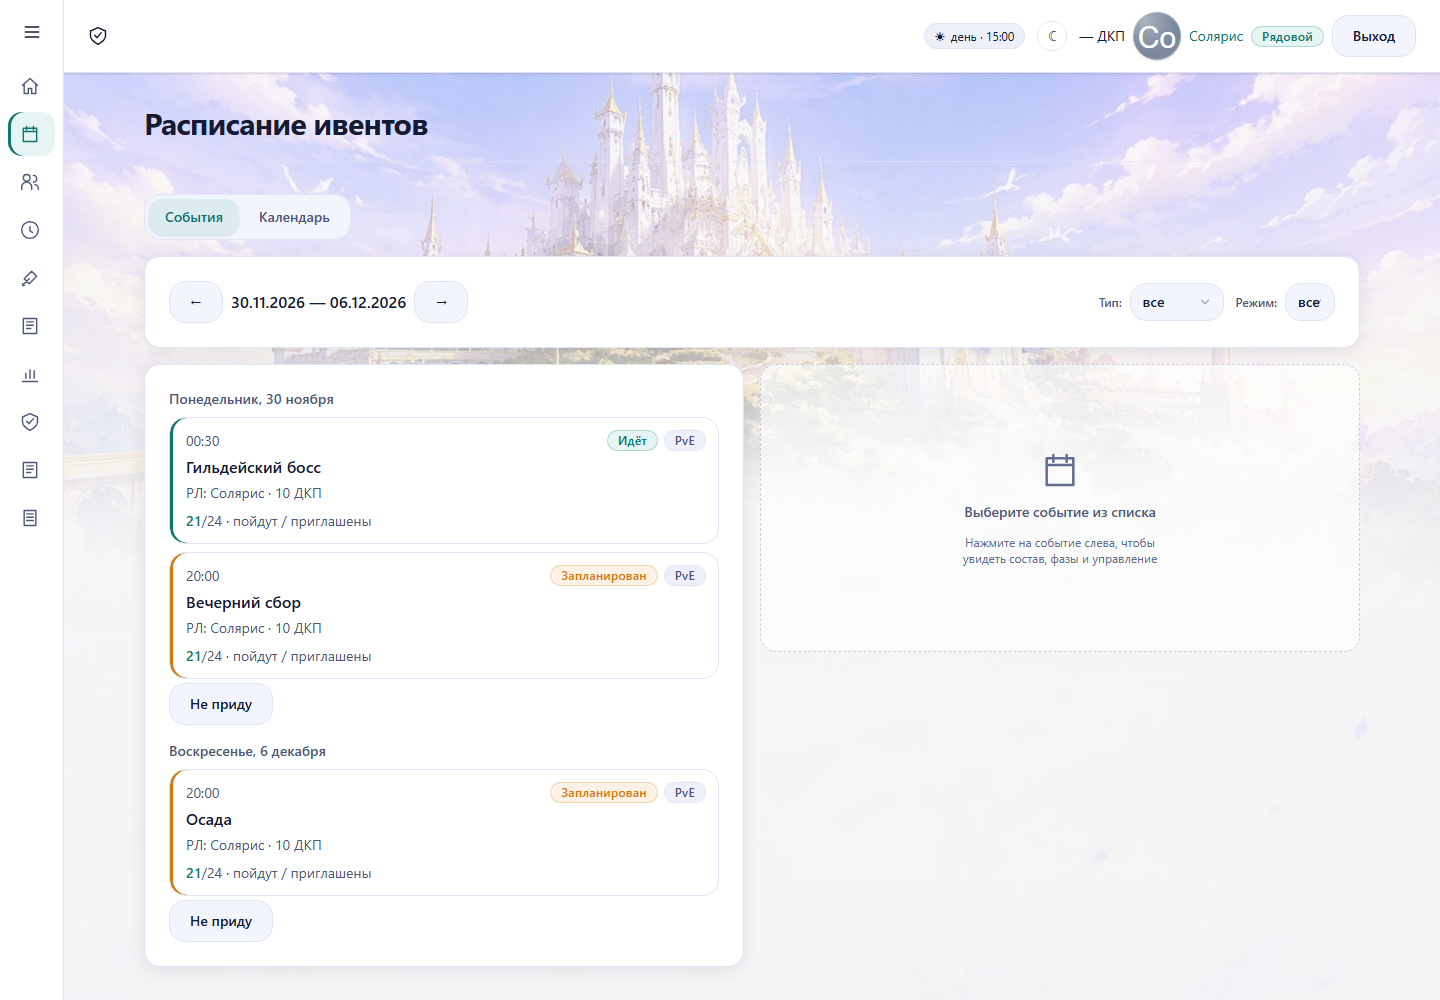 день · 15:00
— ДКП
Со
Солярис
Рядовой
Выход
Расписание ивентов
События
Календарь
←
30.11.2026 — 06.12.2026
→
Тип:
все
Режим:
все
Понедельник, 30 ноября
00:30
Идёт
PvE
Гильдейский босс
РЛ: Солярис · 10 ДКП
21/24 · пойдут / приглашены
20:00
Запланирован
PvE
Вечерний сбор
РЛ: Солярис · 10 ДКП
21/24 · пойдут / приглашены
Не приду
Воскресенье, 6 декабря
20:00
Запланирован
PvE
Осада
РЛ: Солярис · 10 ДКП
21/24 · пойдут / приглашены
Не приду
Выберите событие из списка
Нажмите на событие слева, чтобы
увидеть состав, фазы и управление